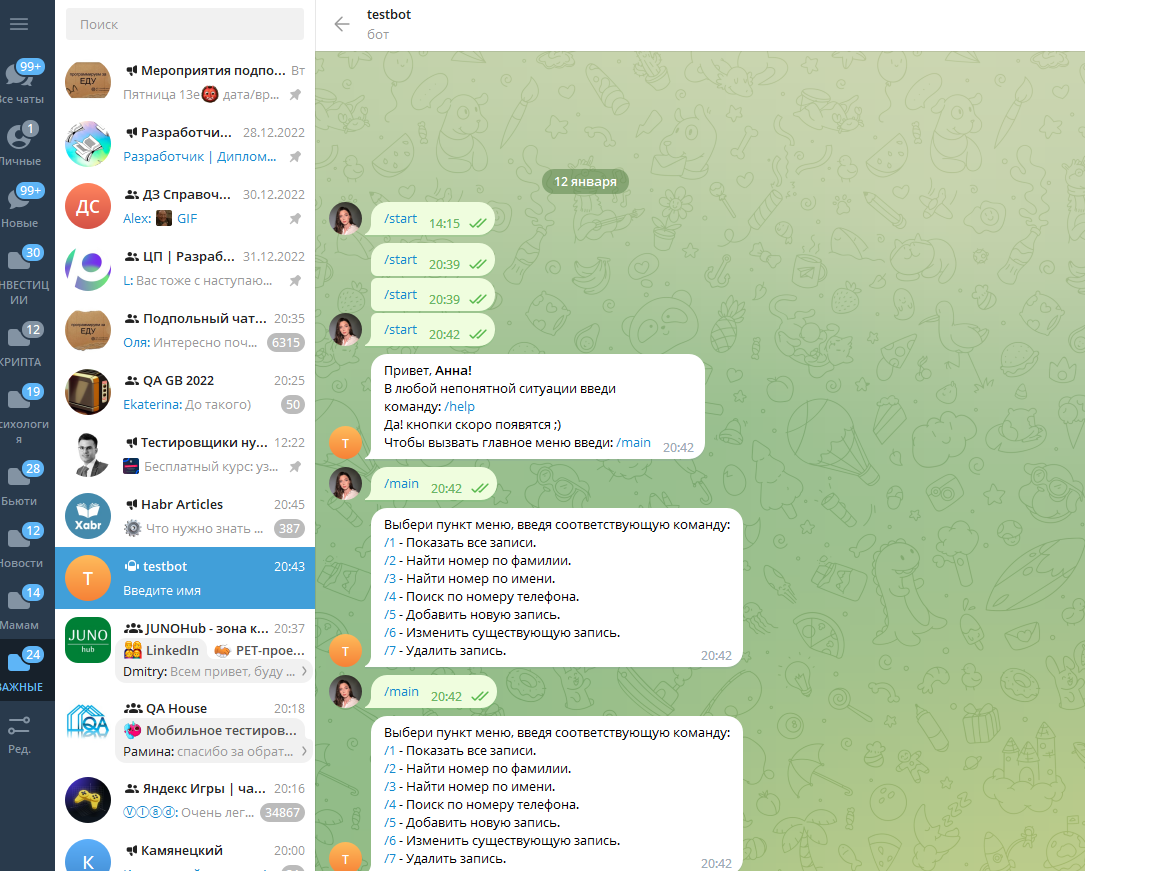 Поиск
99+
Все чаты
1
Личные
99+
Новые
30
ИНВЕСТИЦ
ИИ
12
КРИПТА
19
Психологи
я
28
Бьюти
12
Новости
14
Мамам
24
ВАЖНЫЕ
Ред.
Мероприятия подпо... Вт
Пятница 13е дата/вр...
Разработчи... 28.12.2022
Разработчик | Диплом...
ДС
ДЗ Справоч... 30.12.2022
Alex: GIF
ЦП | Разраб... 31.12.2022
L: Вас тоже с наступаю...
Подпольный чат... 20:35
Оля: Интересно поч... 6315
QA GB 2022 20:25
Ekaterina: До такого) 50
Тестировщики ну... 12:22
Бесплатный курс: уз...
Хabr
Habr Articles 20:45
Что нужно знать ... 387
T
testbot 20:43
Введите имя
JUNO
hub
JUNOHub - зона к... 20:37
LinkedIn PET-прое...
Dmitry: Всем привет, буду ...
QA
QA House 20:18
Мобильное тестиров...
Рамина: спасибо за обрат...
Яндекс Игры | ча... 20:16
Ⓥⓛⓐⓓ: Очень лег... 34867
К
Камянецкий 20:00
testbot
бот
12 января
/start 14:15
/start 20:39
/start 20:39
/start 20:42
Привет, Анна!
В любой непонятной ситуации введи
команду: /help
Да! кнопки скоро появятся ;)
Чтобы вызвать главное меню введи: /main 20:42
T
/main 20:42
Выбери пункт меню, введя соответствующую команду:
/1 - Показать все записи.
/2 - Найти номер по фамилии.
/3 - Найти номер по имени.
/4 - Поиск по номеру телефона.
/5 - Добавить новую запись.
/6 - Изменить существующую запись.
/7 - Удалить запись. 20:42
T
/main 20:42
Выбери пункт меню, введя соответствующую команду:
/1 - Показать все записи.
/2 - Найти номер по фамилии.
/3 - Найти номер по имени.
/4 - Поиск по номеру телефона.
/5 - Добавить новую запись.
/6 - Изменить существующую запись.
/7 - Удалить запись. 20:42
T